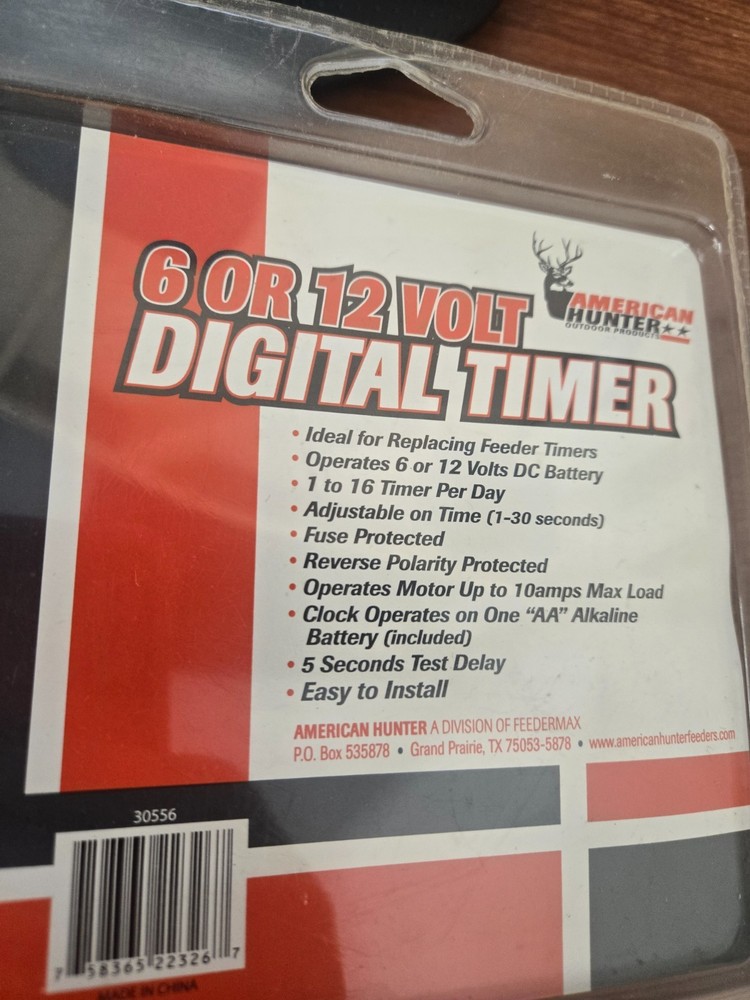 6 OR 12 VOLT
DIGITAL TIMER
AMERICAN
HUNTER
OUTDOOR PRODUCTS
• Ideal for Replacing Feeder Timers
• Operates 6 or 12 Volts DC Battery
• 1 to 16 Timer Per Day
• Adjustable on Time (1-30 seconds)
• Fuse Protected
• Reverse Polarity Protected
• Operates Motor Up to 10amps Max Load
• Clock Operates on One “AA” Alkaline
Battery (included)
• 5 Seconds Test Delay
• Easy to Install
AMERICAN HUNTER A DIVISION OF FEEDERMAX
P.O. Box 535878 • Grand Prairie, TX 75053-5878 • www.americanhunterfeeders.com
30556
7 58365 22326 7
MADE IN CHINA